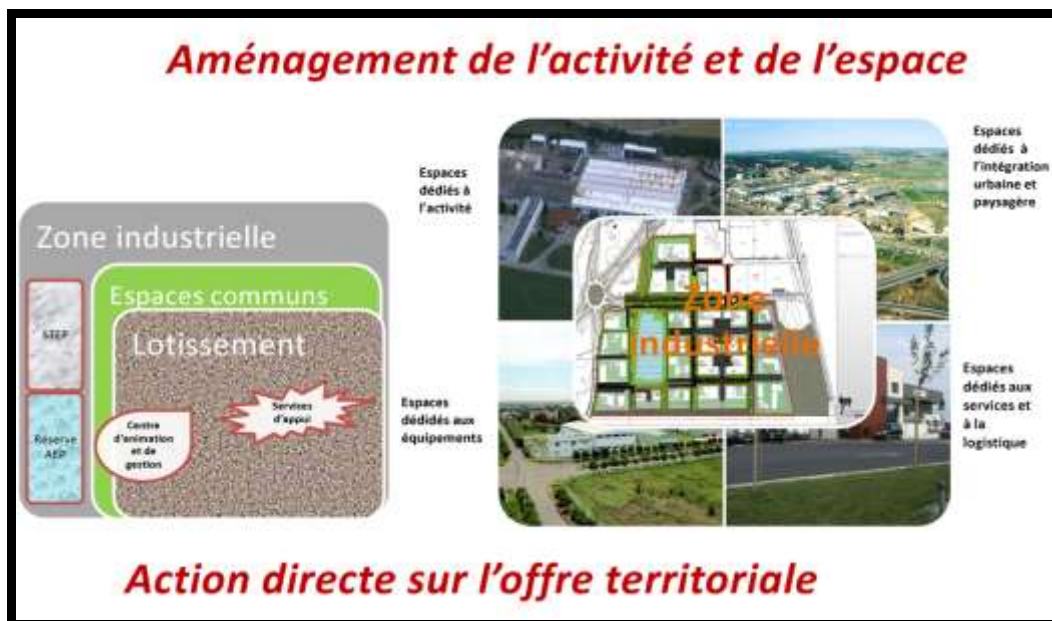 Aménagement de l'activité et de l'espace
Espaces
dédiés à
l'activité
Espaces
dédiés à
l'intégration
urbaine et
paysagère
Zone industrielle
Espaces communs
Lotissement
STEP
Réserve
AEP
Centre
d'animation
et de
gestion
Services
d'appui
Zone
industrielle
Espaces
dédidés aux
équipements
Espaces
dédiés aux
services et
à la
logistique
Action directe sur l'offre territoriale